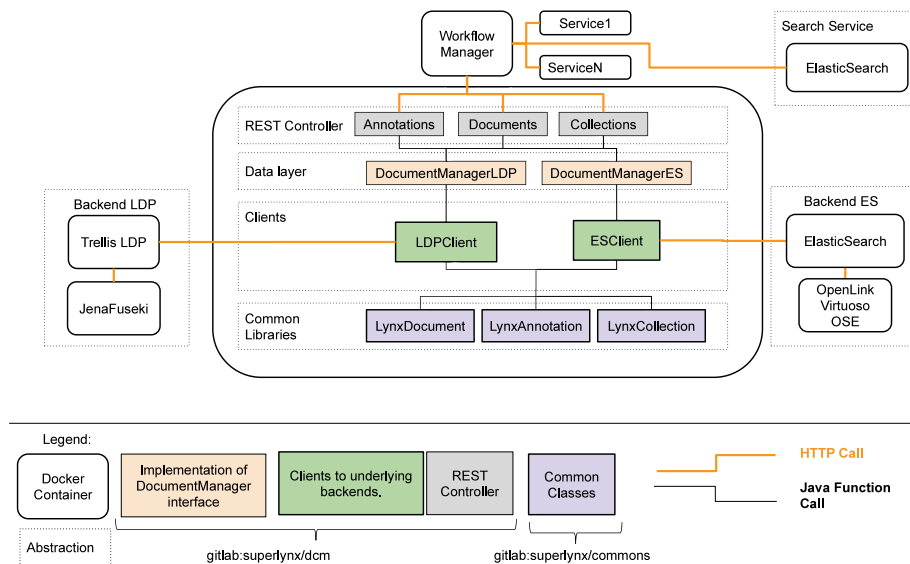 Workflow
Manager
Service1
ServiceN
Search Service
ElasticSearch
REST Controller
Annotations
Documents
Collections
Data layer
DocumentManagerLDP
DocumentManagerES
Backend LDP
Trellis LDP
JenaFuseki
Clients
LDPClient
ESClient
Backend ES
ElasticSearch
OpenLink
Virtuoso
OSE
Common
Libraries
LynxDocument
LynxAnnotation
LynxCollection
Legend:
Docker
Container
Implementation of
DocumentManager
interface
Clients to underlying
backends.
REST
Controller
Common
Classes
HTTP Call
Java Function
Call
Abstraction
gitlab:superlynx/dcm
gitlab:superlynx/commons